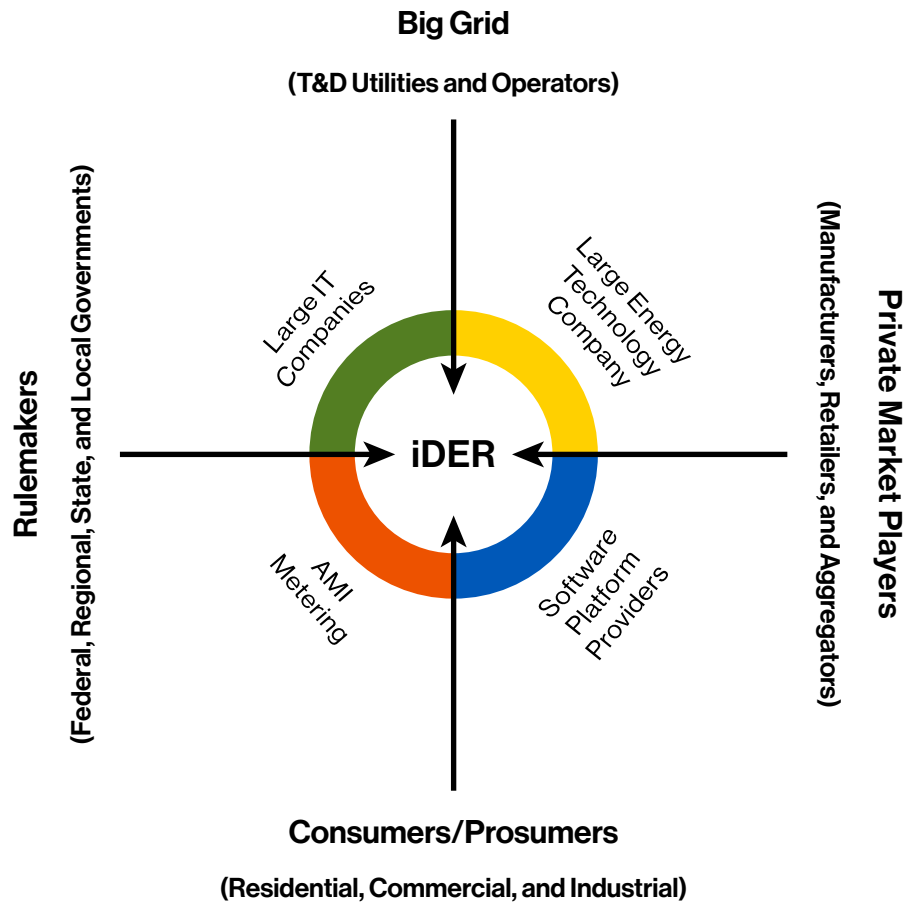 Big Grid
(T&D Utilities and Operators)
Rulemakers
(Federal, Regional, State, and Local Governments)
Large IT
Companies
Large Energy
Technology
Company
iDER
AMI
Metering
Software
Platform
Providers
(Manufacturers, Retailers, and Aggregators)
Private Market Players
Consumers/Prosumers
(Residential, Commercial, and Industrial)